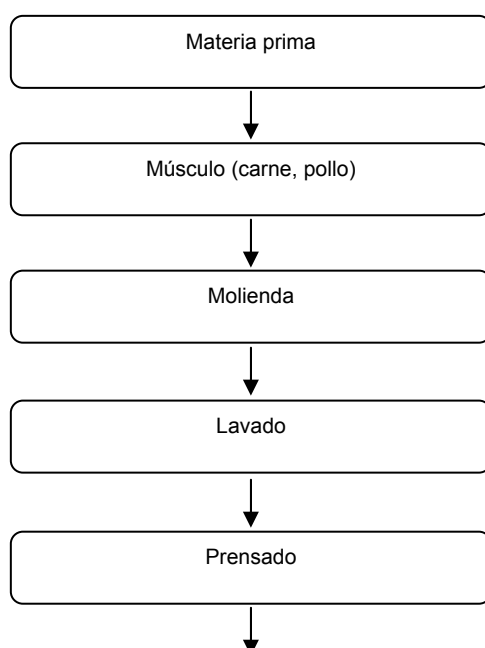 Materia prima
Músculo (carne, pollo)
Molienda
Lavado
Prensado